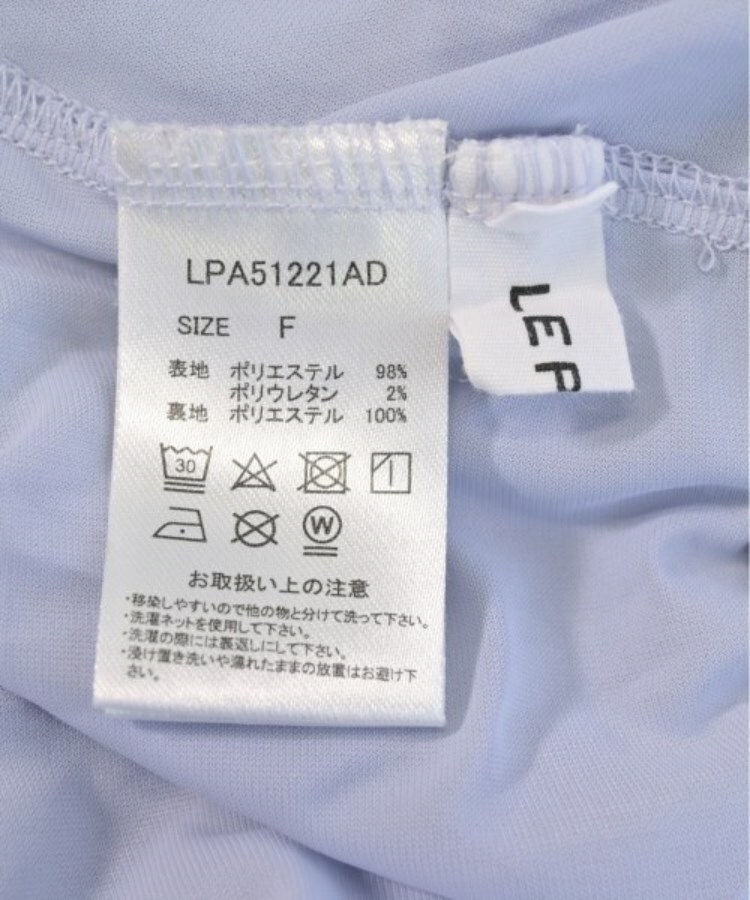 LPA51221AD
SIZE F
表地 ポリエステル 98%
ポリウレタン 2%
裏地 ポリエステル 100%
30
W
お取扱い上の注意
・移染しやすいので他の物と分けて洗って下さい。
・洗濯ネットを使用して下さい。
・洗濯の際には裏返しにして下さい。
・浸け置き洗いや濡れたままの放置はお避け下
さい。
LE P